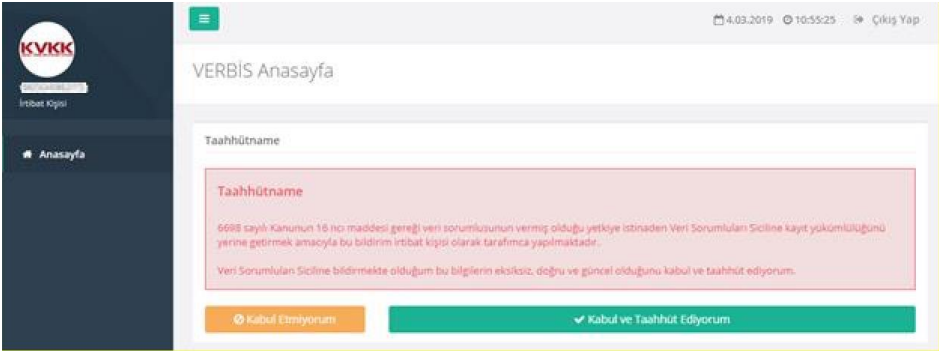 4.03.2019 10:55:25 Çıkış Yap
KVKK
VERBİS Anasayfa
İrtibat Kişisi
Anasayfa
Taahhütname
Taahhütname
6698 sayılı Kanunun 16 ncı maddesi gereği veri sorumlusunun vermiş olduğu yetkiye istinaden Veri Sorumluları Siciline kayıt yükümlülüğünü
yerine getirmek amacıyla bu bildirim irtibat kişisi olarak tarafımca yapılmaktadır.
Veri Sorumluları Siciline bildirmekte olduğum bu bilgilerin eksiksiz, doğru ve güncel olduğunu kabul ve taahhüt ediyorum.
Kabul Etmiyorum
Kabul ve Taahhüt Ediyorum